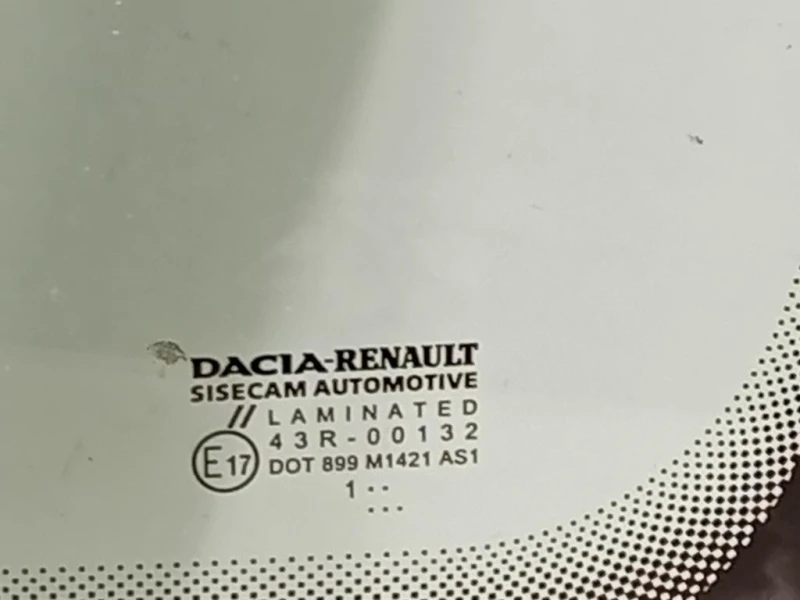 DACIA-RENAULT
SISECAM AUTOMOTIVE
// LAMINATED
43R-00132
E17 DOT 899 M1421 AS1
1 ..
...